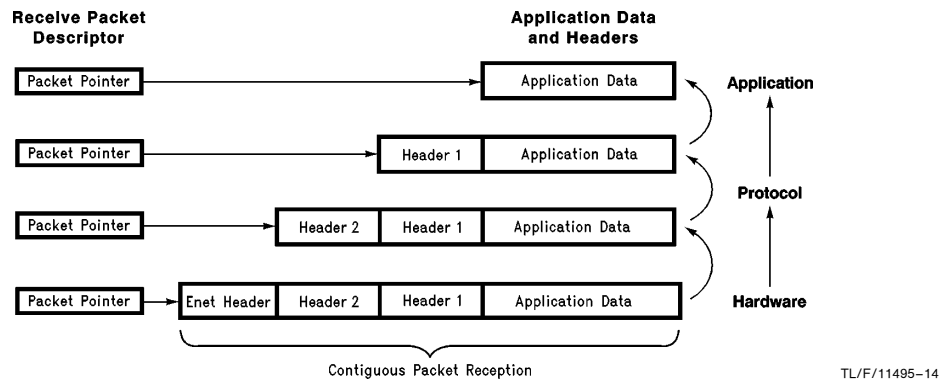 Receive Packet
Descriptor
Application Data
and Headers
Packet Pointer
Application Data
Application
Packet Pointer
Header 1
Application Data
Protocol
Packet Pointer
Header 2
Header 1
Application Data
Packet Pointer
Enet Header
Header 2
Header 1
Application Data
Hardware
Contiguous Packet Reception
TL/F/11495–14